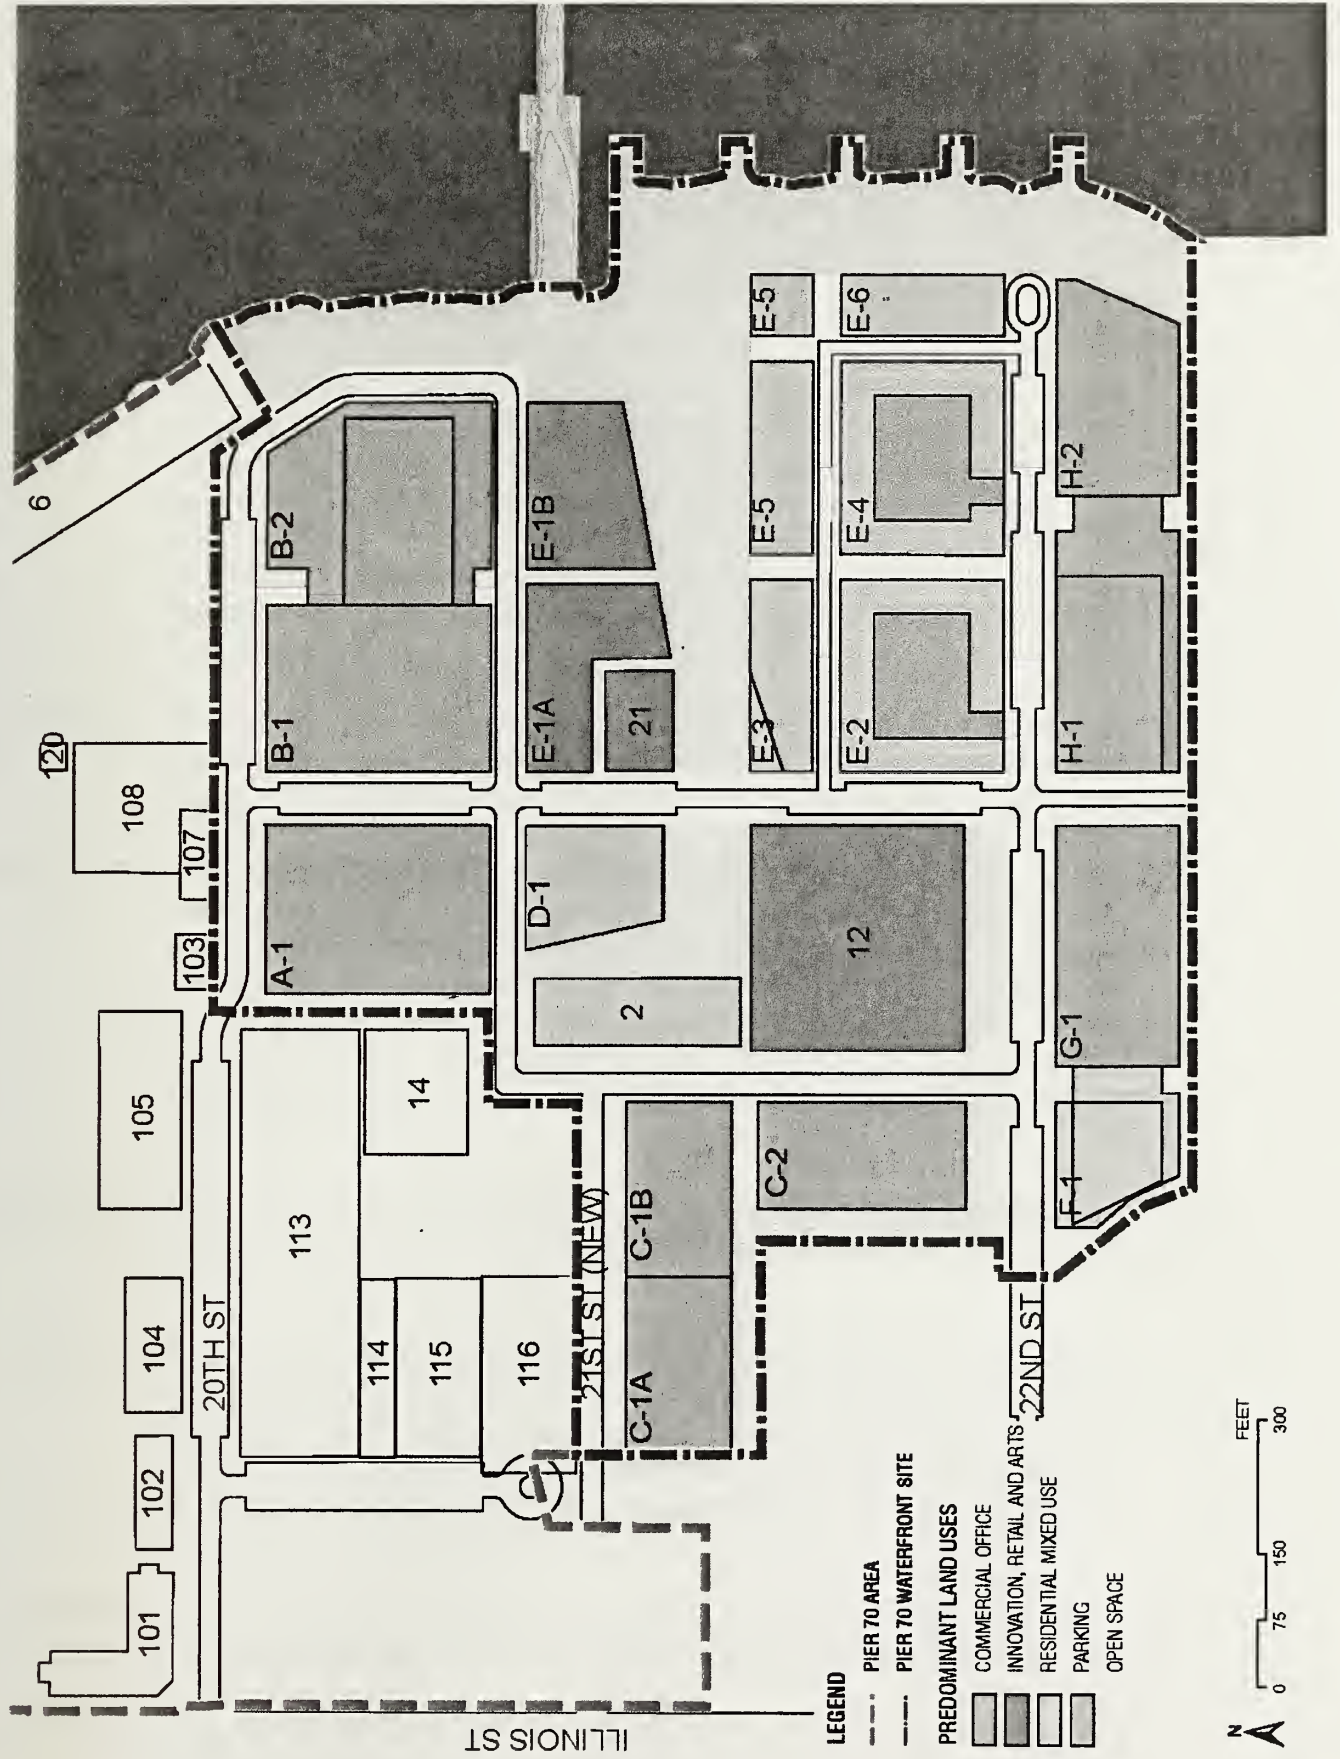 101
102
104
105
103
107
108
120
6
20TH ST
113
114
115
116
14
A-1
B-1
B-2
21ST ST (NEW)
C-1A
C-1B
2
D-1
E-1A
21
E-1B
C-2
12
E-3
E-5
E-5
E-2
E-4
E-6
22ND ST
F-1
G-1
H-1
H-2
ILLINOIS ST
LEGEND
PIER 70 AREA
PIER 70 WATERFRONT SITE
PREDOMINANT LAND USES
COMMERCIAL OFFICE
INNOVATION, RETAIL AND ARTS
RESIDENTIAL MIXED USE
PARKING
OPEN SPACE
N
FEET
0 75 150 300